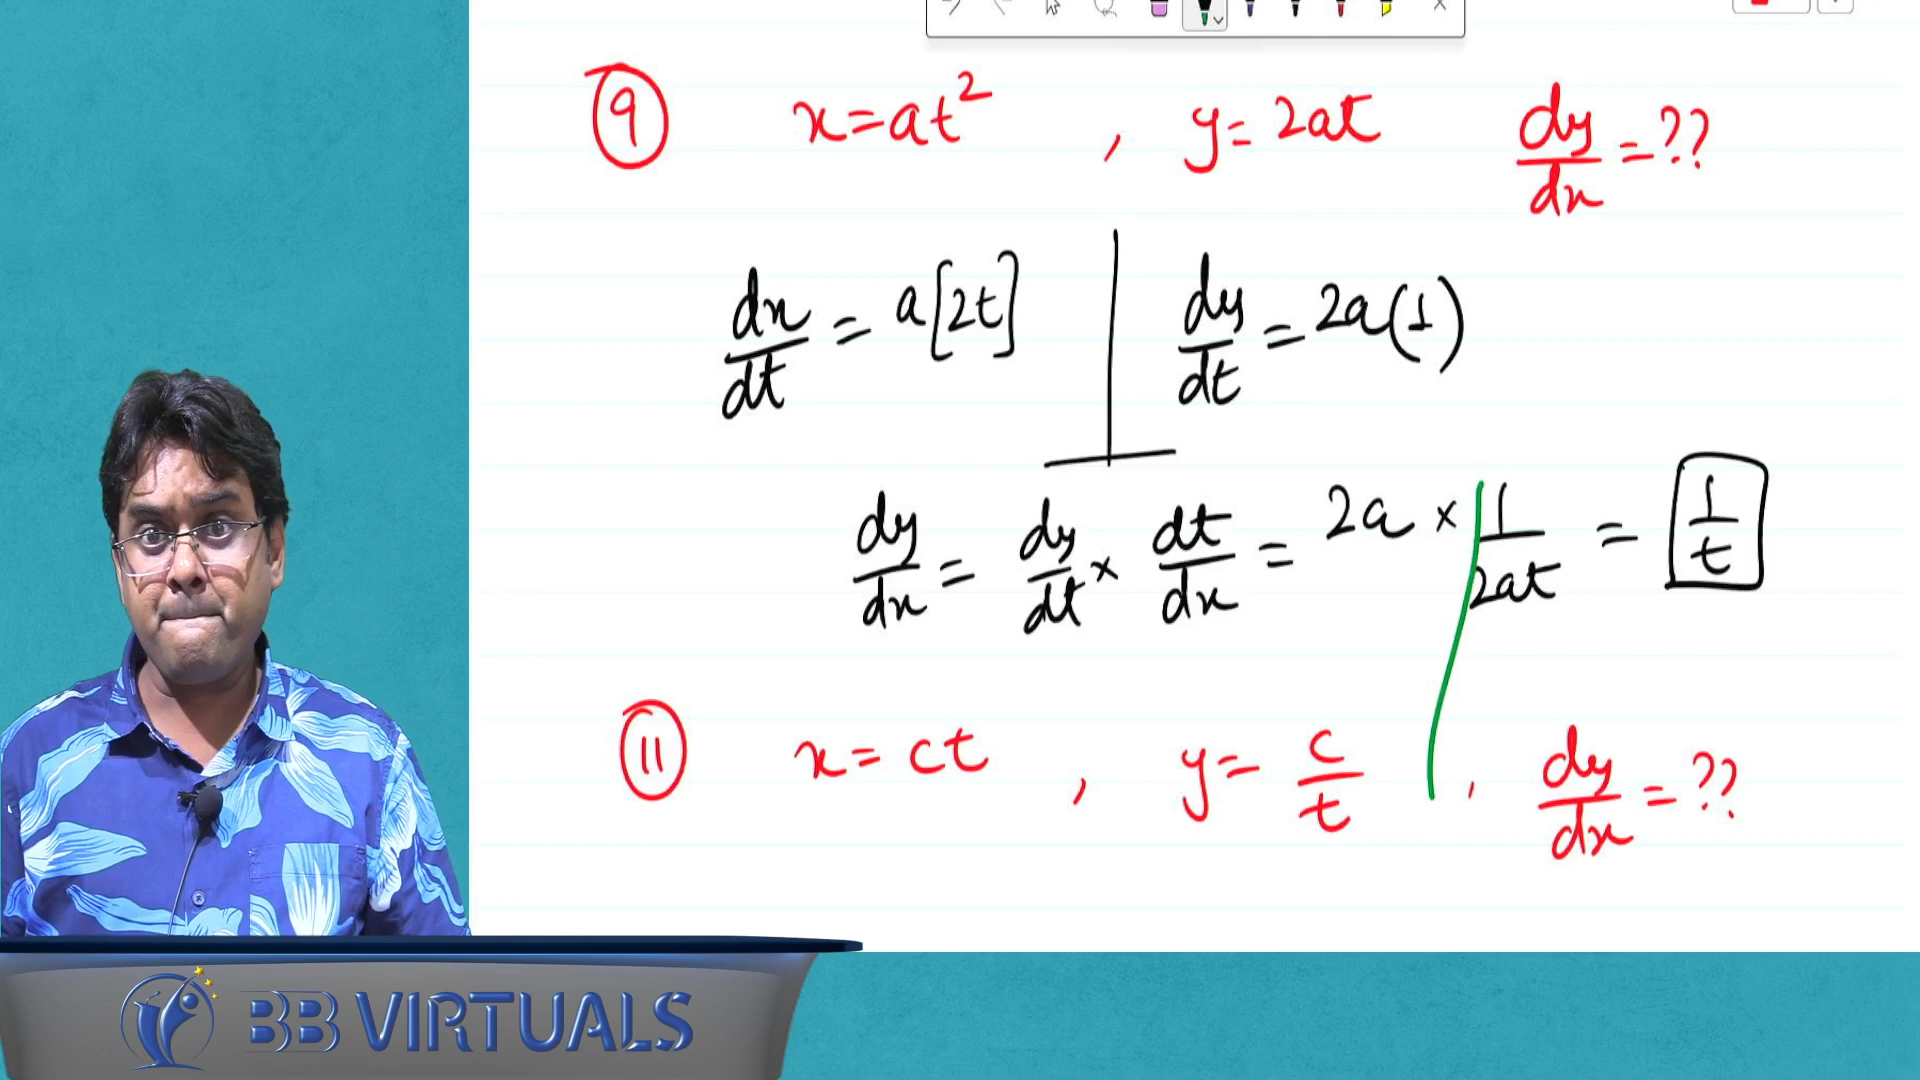 9 x=at² , y=2at dy/dx=??
dx/dt = a[2t] dy/dt = 2a(1)
dy/dx = dy/dt × dt/dx = 2a × 1/2at = 1/t
11 x=ct , y=c/t , dy/dx=??
BB VIRTUALS